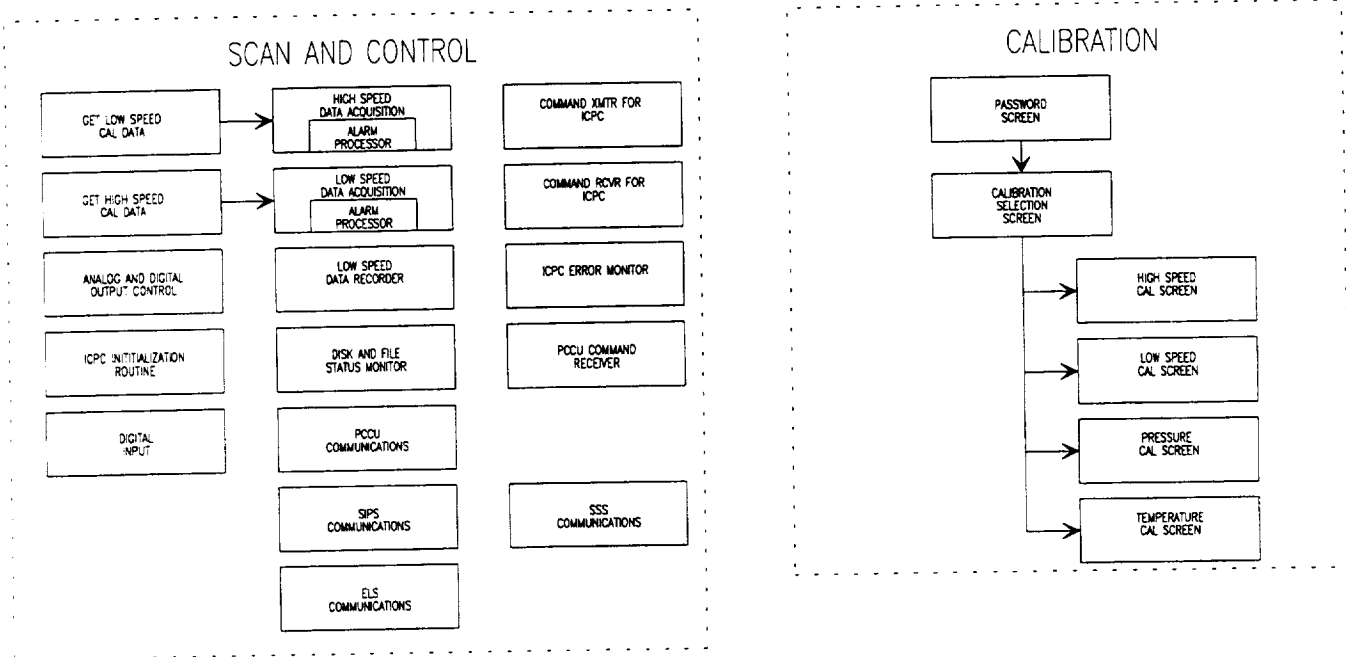 SCAN AND CONTROL
GET LOW SPEED
CAL DATA
HIGH SPEED
DATA ACQUISITION
ALARM
PROCESSOR
COMMAND XMTR FOR
ICPC
GET HIGH SPEED
CAL DATA
LOW SPEED
DATA ACQUISITION
ALARM
PROCESSOR
COMMAND RCVR FOR
ICPC
ANALOG AND DIGITAL
OUTPUT CONTROL
LOW SPEED
DATA RECORDER
ICPC ERROR MONITOR
ICPC INITITIALIZATION
ROUTINE
DISK AND FILE
STATUS MONITOR
PCCU COMMAND
RECEIVER
DIGITAL
INPUT
PCCU
COMMUNICATIONS
SIPS
COMMUNICATIONS
SSS
COMMUNICATIONS
ELS
COMMUNICATIONS
CALIBRATION
PASSWORD
SCREEN
CALIBRATION
SELECTION
SCREEN
HIGH SPEED
CAL SCREEN
LOW SPEED
CAL SCREEN
PRESSURE
CAL SCREEN
TEMPERATURE
CAL SCREEN